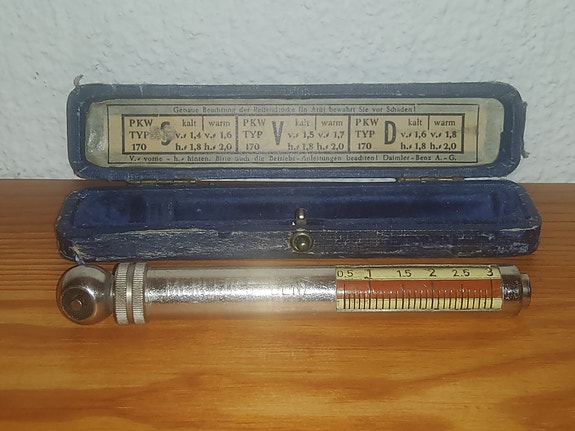 Genaue Beachtung der Reifendrücke (in Atü) bewahrt Sie vor Schaden!
PKW S kalt warm PKW V kalt warm PKW D kalt warm
TYP v.: 1,4 v.: 1,6 TYP v.: 1,5 v.: 1,7 TYP v.: 1,6 v.: 1,8
170 h.: 1,8 h.: 2,0 170 h.: 1,8 h.: 2,0 170 h.: 1,8 h.: 2,0
V.: vorne - h.: hinten. Bitte auch die Betriebs-Anleitungen beachten! Daimler-Benz A.-G.
0,5 1 1,5 2 2,5 3